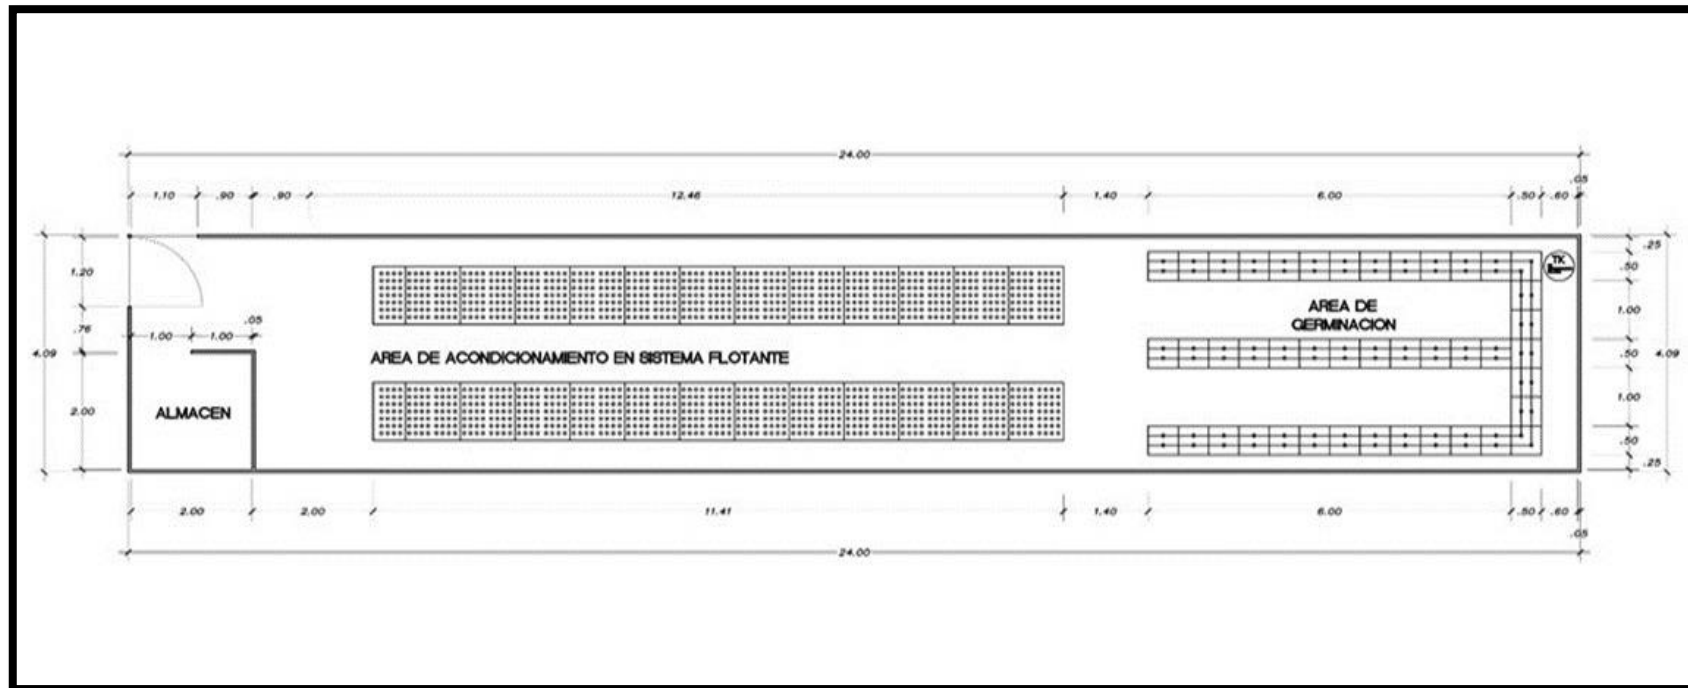 24.00
.05
1.10 .90 .90 12.46 1.40 6.00 .50 .60
1.20
.76
4.09
2.00
1.00 1.00 .05
ALMACEN
AREA DE ACONDICIONAMIENTO EN SISTEMA FLOTANTE
AREA DE
GERMINACION
TK
.25
.50
1.00
.50 4.09
1.00
.50
.25
2.00 2.00 11.41 1.40 6.00 .50 .60
.05
24.00